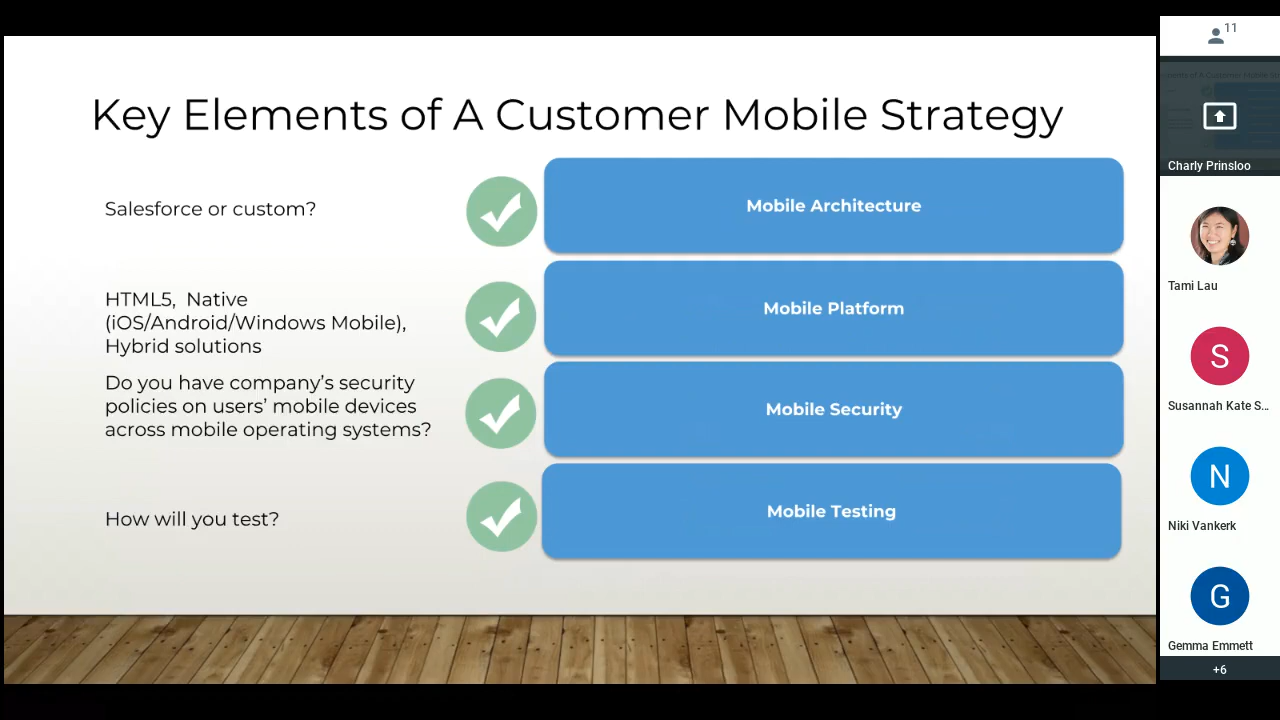 Key Elements of A Customer Mobile Strategy
Salesforce or custom?
Mobile Architecture
HTML5, Native
(iOS/Android/Windows Mobile),
Hybrid solutions
Mobile Platform
Do you have company’s security
policies on users’ mobile devices
across mobile operating systems?
Mobile Security
How will you test?
Mobile Testing
11
Charly Prinsloo
Tami Lau
S
Susannah Kate S...
N
Niki Vankerk
G
Gemma Emmett
+6